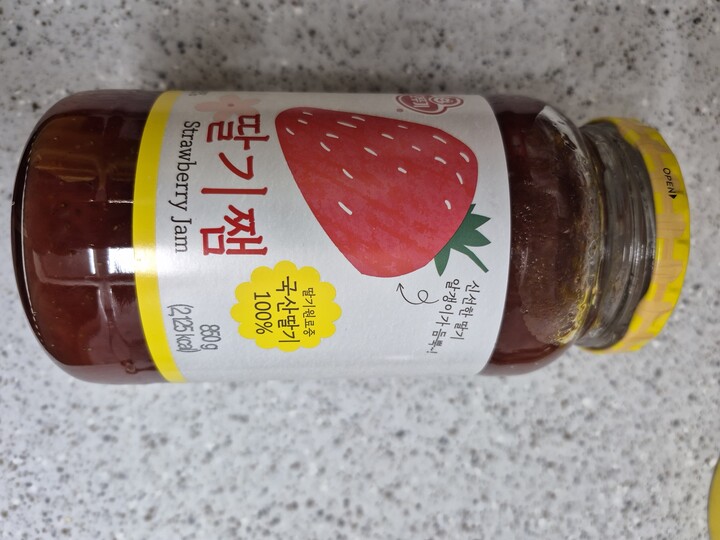 딸기쨈
Strawberry Jam
신선한 딸기
알갱이가 듬뿍~!
딸기원료중
국산딸기
100%
850 g
(2,125 kcal)
OPEN